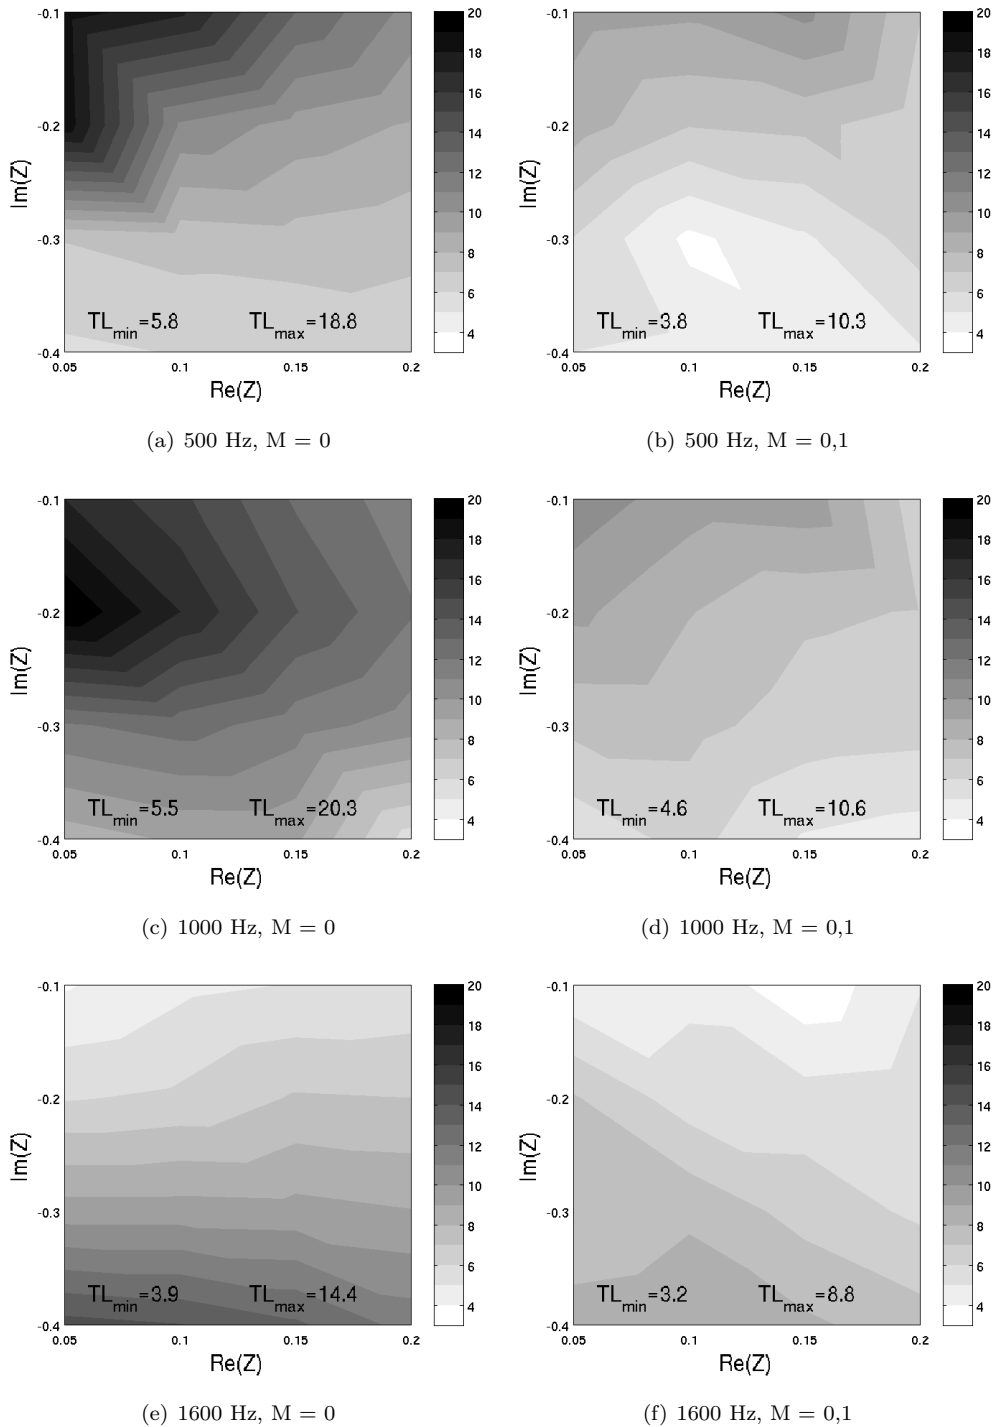 -0.1
-0.2
-0.3
-0.4
Im(Z)
TLmin=5.8 TLmax=18.8
0.05 0.1 0.15 0.2
Re(Z)
20
18
16
14
12
10
8
6
4
(a) 500 Hz, M = 0
-0.1
-0.2
-0.3
-0.4
Im(Z)
TLmin=3.8 TLmax=10.3
0.05 0.1 0.15 0.2
Re(Z)
20
18
16
14
12
10
8
6
4
(b) 500 Hz, M = 0,1
-0.1
-0.2
-0.3
-0.4
Im(Z)
TLmin=5.5 TLmax=20.3
0.05 0.1 0.15 0.2
Re(Z)
20
18
16
14
12
10
8
6
4
(c) 1000 Hz, M = 0
-0.1
-0.2
-0.3
-0.4
Im(Z)
TLmin=4.6 TLmax=10.6
0.05 0.1 0.15 0.2
Re(Z)
20
18
16
14
12
10
8
6
4
(d) 1000 Hz, M = 0,1
-0.1
-0.2
-0.3
-0.4
Im(Z)
TLmin=3.9 TLmax=14.4
0.05 0.1 0.15 0.2
Re(Z)
20
18
16
14
12
10
8
6
4
(e) 1600 Hz, M = 0
-0.1
-0.2
-0.3
-0.4
Im(Z)
TLmin=3.2 TLmax=8.8
0.05 0.1 0.15 0.2
Re(Z)
20
18
16
14
12
10
8
6
4
(f) 1600 Hz, M = 0,1